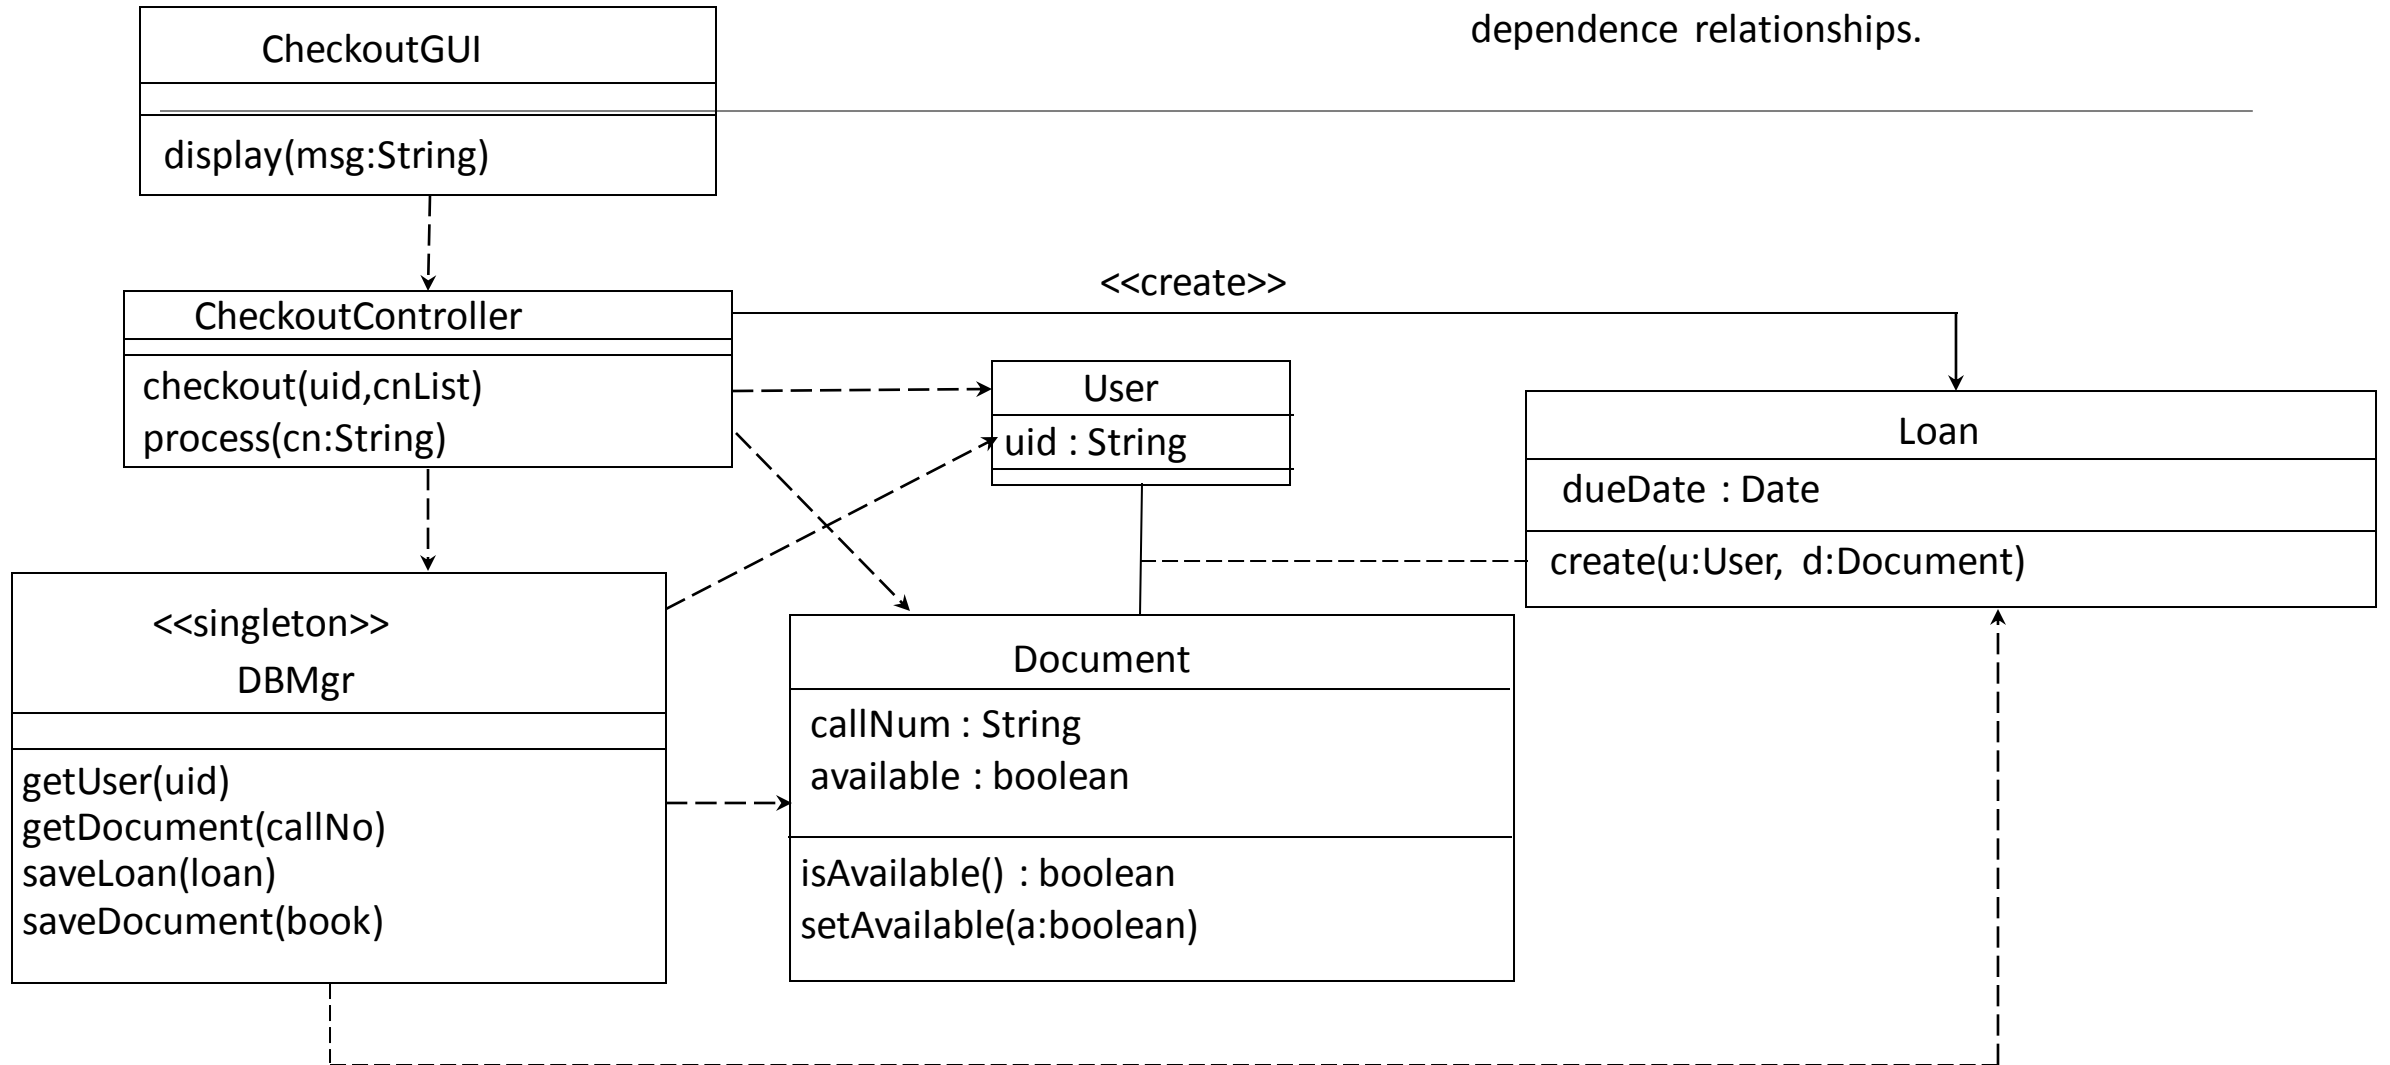 dependence relationships.
CheckoutGUI
display(msg:String)
<<create>>
CheckoutController
checkout(uid,cnList)
process(cn:String)
User
uid : String
Loan
dueDate : Date
create(u:User, d:Document)
<<singleton>>
DBMgr
getUser(uid)
getDocument(callNo)
saveLoan(loan)
saveDocument(book)
Document
callNum : String
available : boolean
isAvailable() : boolean
setAvailable(a:boolean)